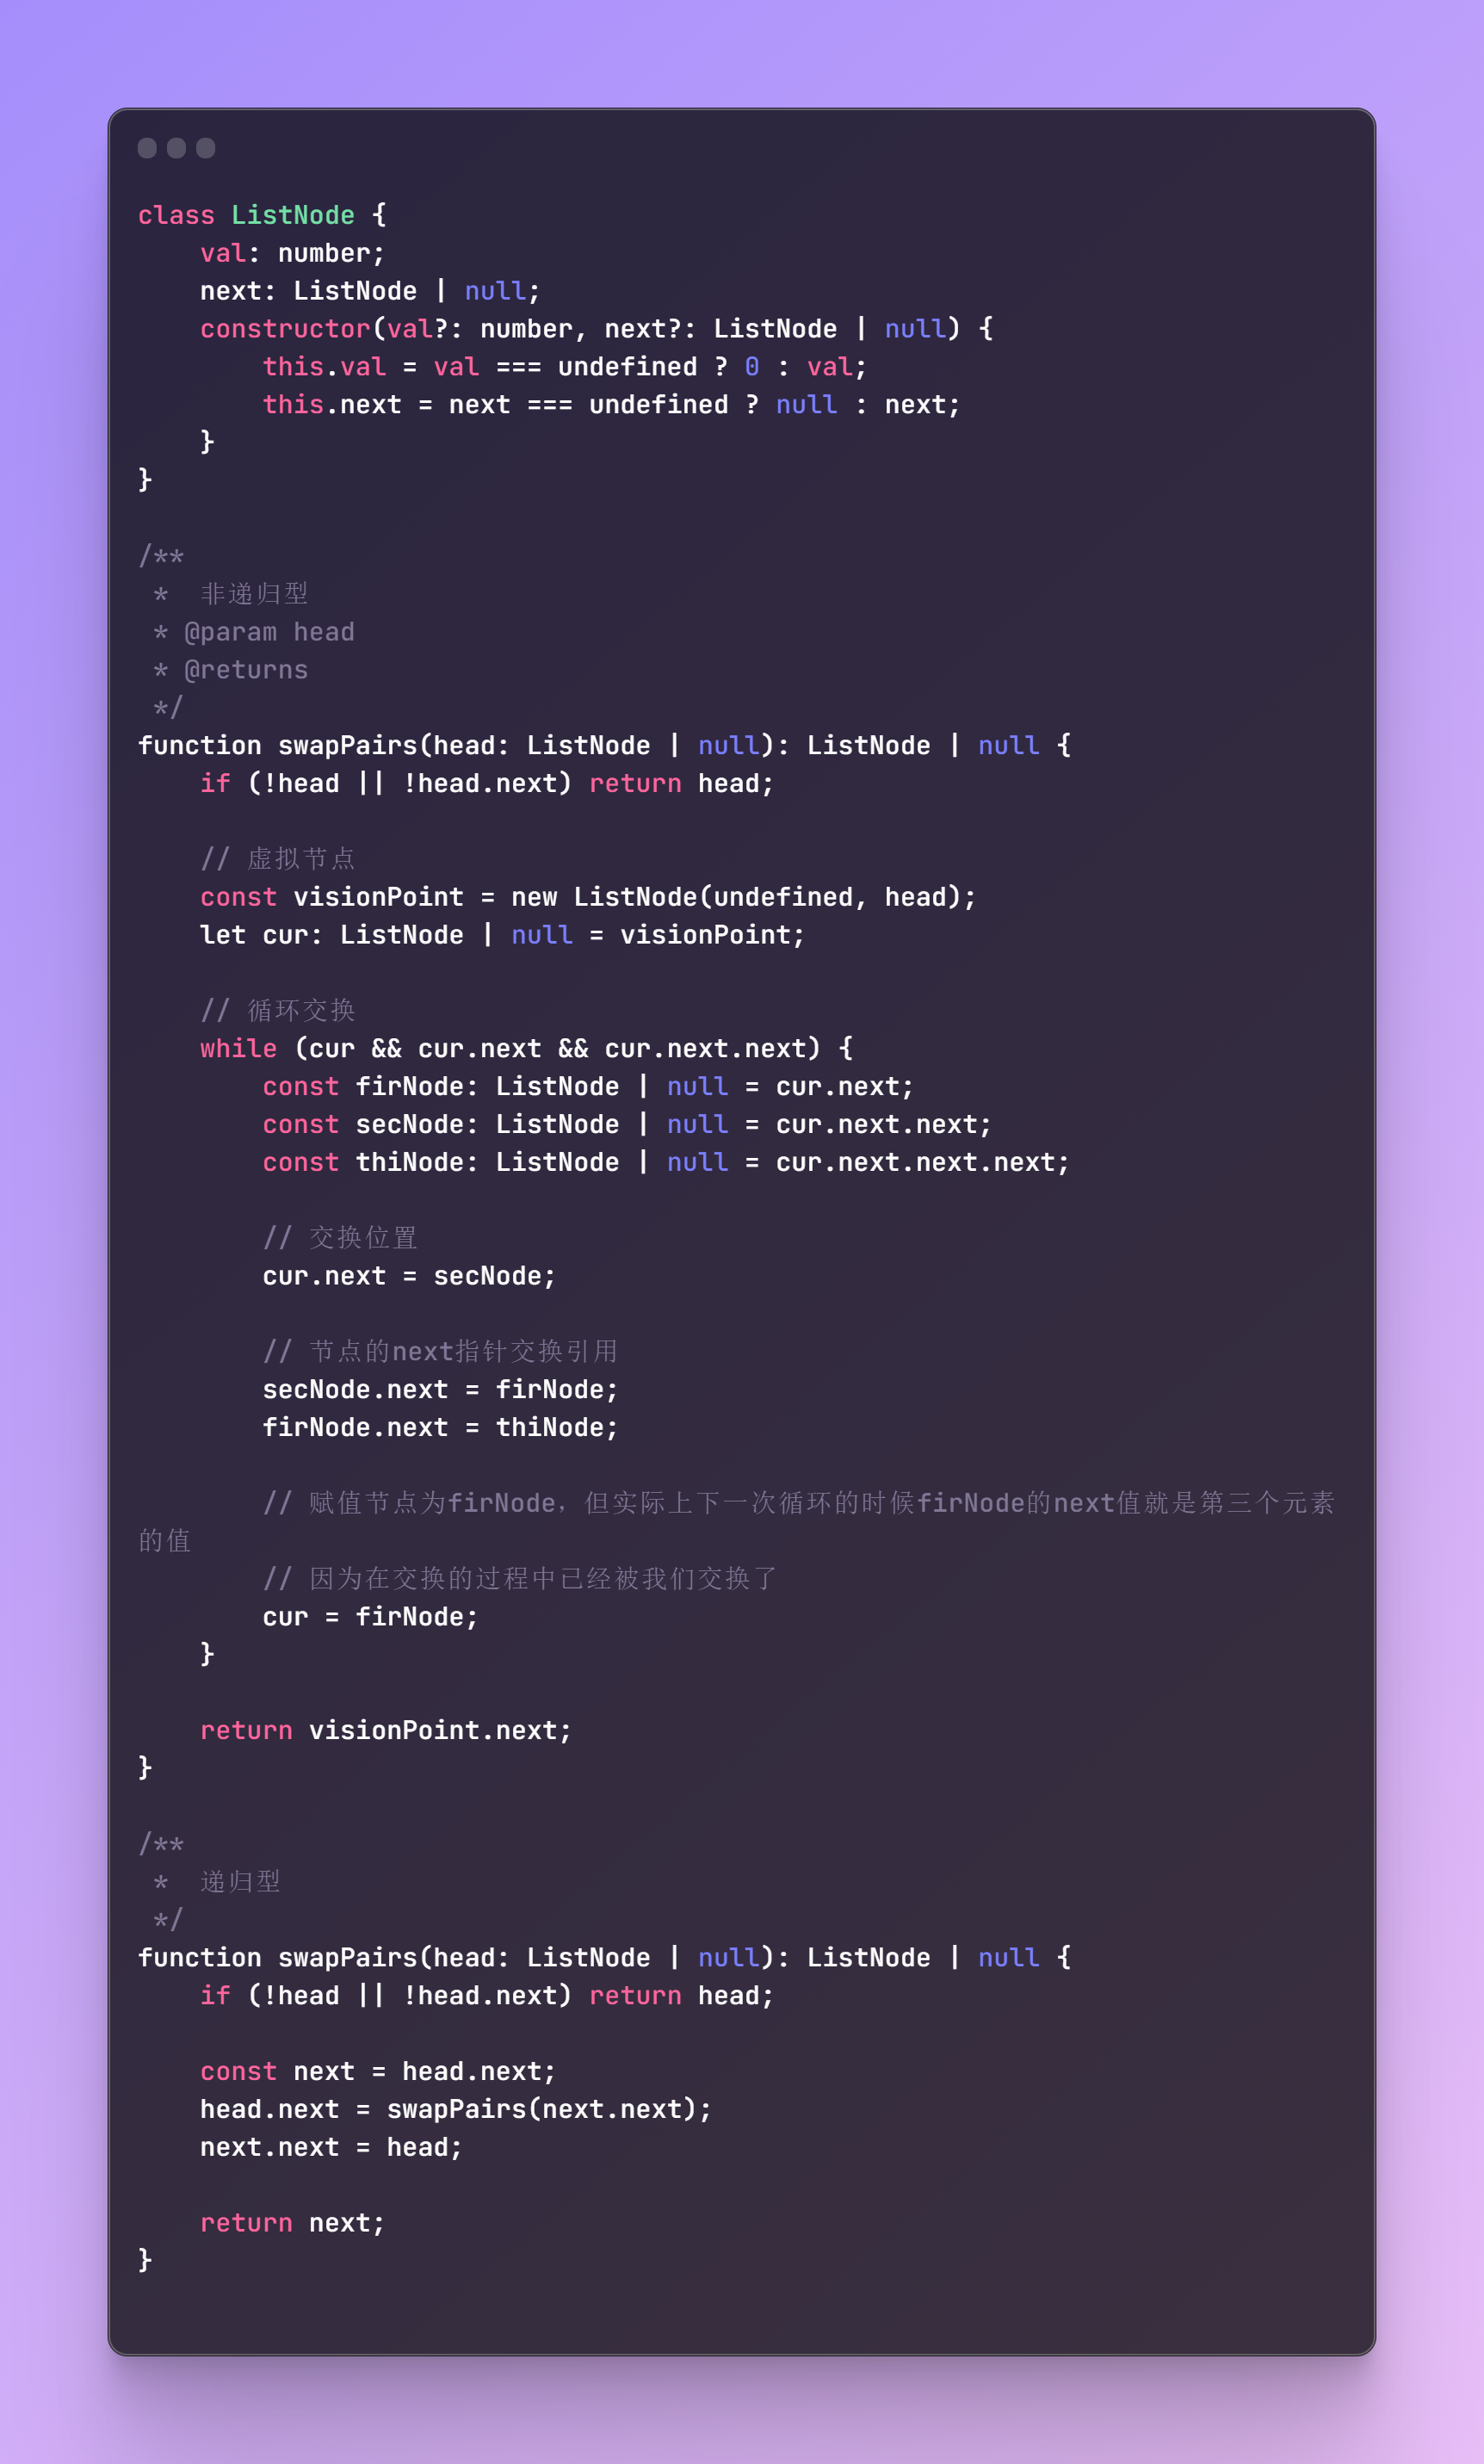 class ListNode {
    val: number;
    next: ListNode | null;
    constructor(val?: number, next?: ListNode | null) {
        this.val = val === undefined ? 0 : val;
        this.next = next === undefined ? null : next;
    }
}

/**
 *  非递归型
 * @param head
 * @returns
 */
function swapPairs(head: ListNode | null): ListNode | null {
    if (!head || !head.next) return head;

    // 虚拟节点
    const visionPoint = new ListNode(undefined, head);
    let cur: ListNode | null = visionPoint;

    // 循环交换
    while (cur && cur.next && cur.next.next) {
        const firNode: ListNode | null = cur.next;
        const secNode: ListNode | null = cur.next.next;
        const thiNode: ListNode | null = cur.next.next.next;

        // 交换位置
        cur.next = secNode;

        // 节点的next指针交换引用
        secNode.next = firNode;
        firNode.next = thiNode;

        // 赋值节点为firNode，但实际上下一次循环的时候firNode的next值就是第三个元素
的值
        // 因为在交换的过程中已经被我们交换了
        cur = firNode;
    }

    return visionPoint.next;
}

/**
 *  递归型
 */
function swapPairs(head: ListNode | null): ListNode | null {
    if (!head || !head.next) return head;

    const next = head.next;
    head.next = swapPairs(next.next);
    next.next = head;

    return next;
}